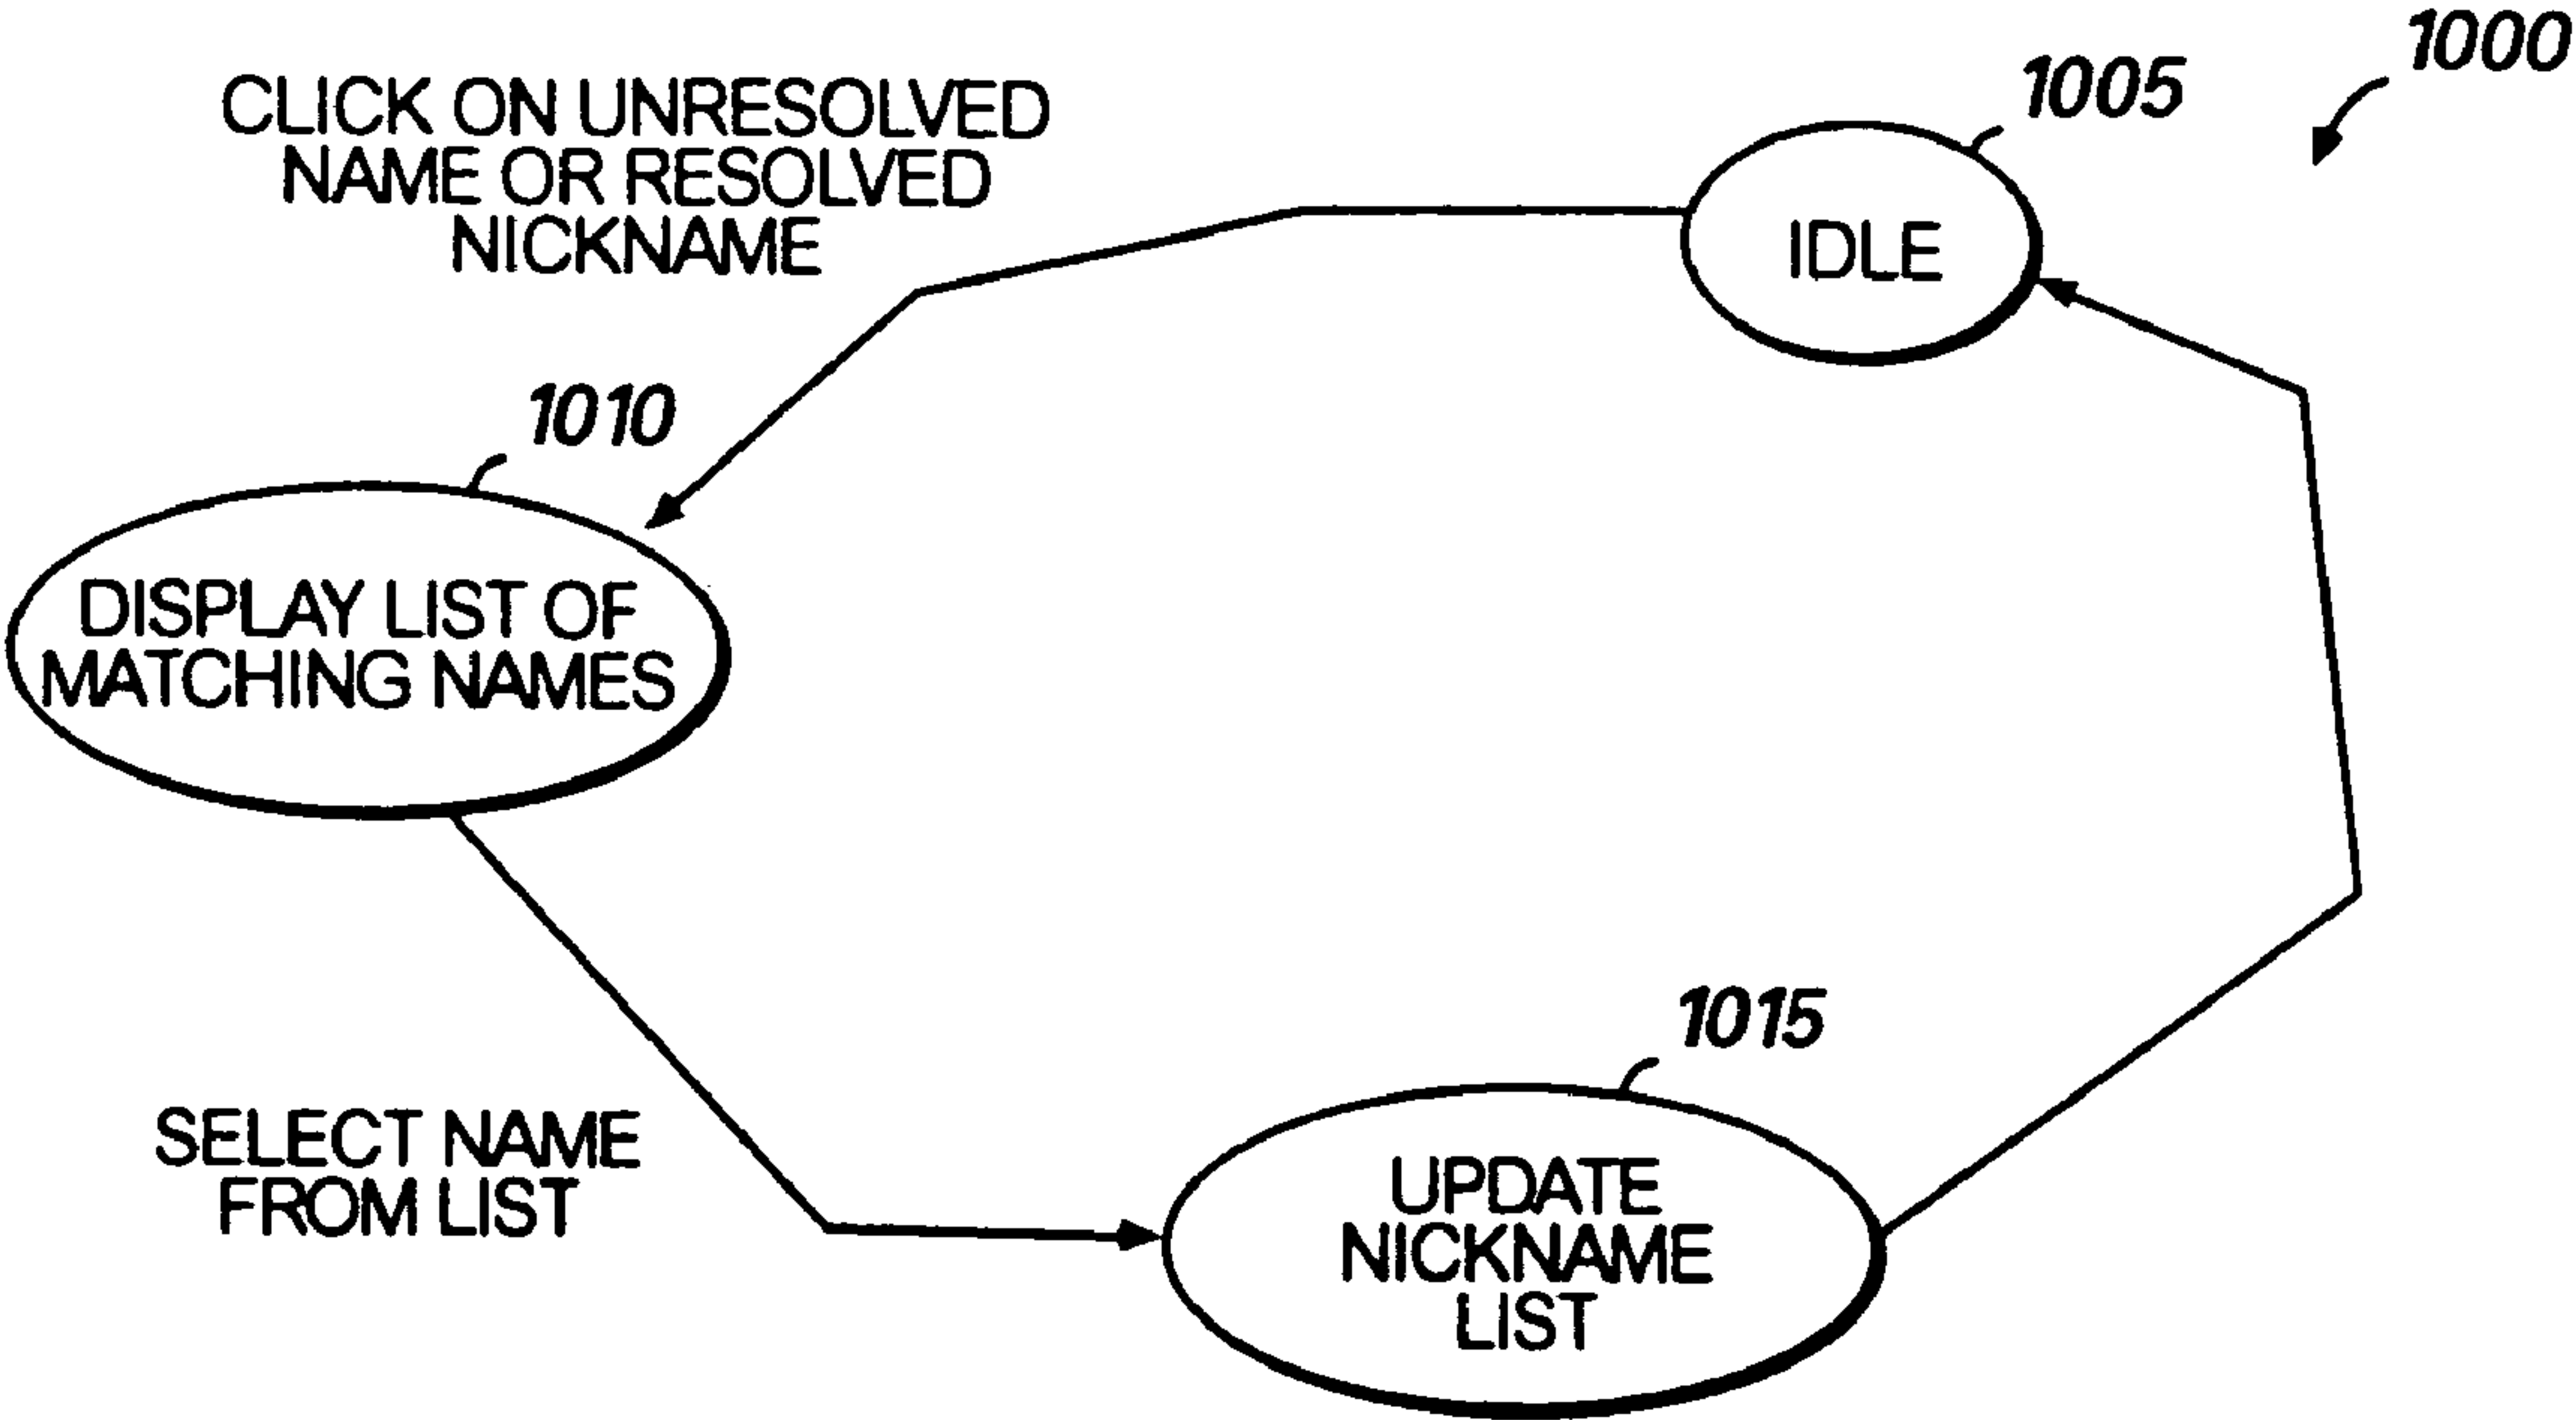 1000
1005
CLICK ON UNRESOLVED
NAME OR RESOLVED
NICKNAME
IDLE
1010
DISPLAY LIST OF
MATCHING NAMES
1015
SELECT NAME
FROM LIST
UPDATE
NICKNAME
LIST